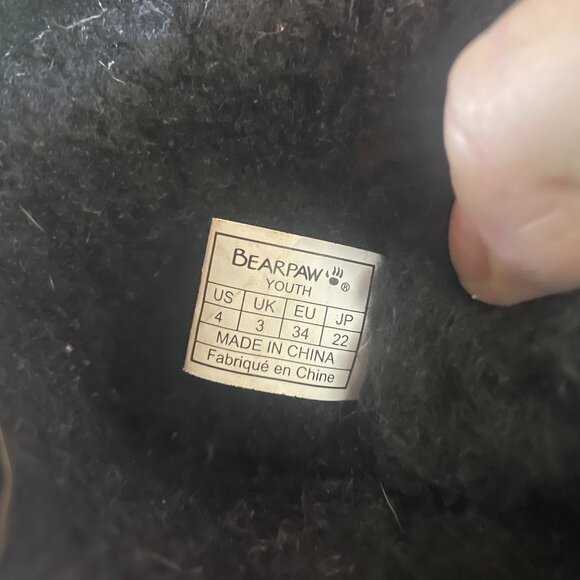 BEARPAW ®
YOUTH
US UK EU JP
4 3 34 22
MADE IN CHINA
Fabriqué en Chine